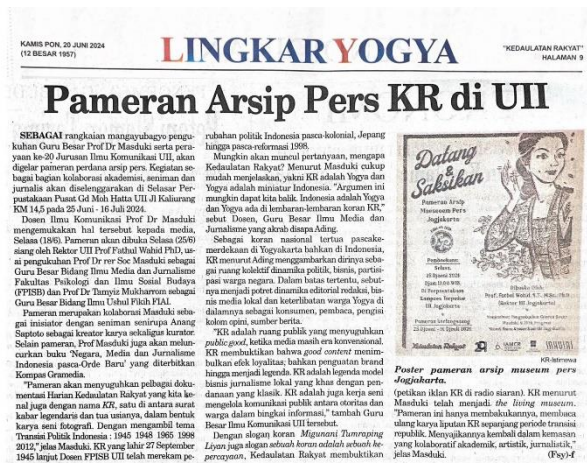 KAMIS PON, 20 JUNI 2024
(12 BESAR 1957)
LINGKAR YOGYA
"KEDAULATAN RAKYAT"
HALAMAN 9
Pameran Arsip Pers KR di UII
SEBAGAI rangkaian mangayubagyo pengu-
kuhan Guru Besar Prof Dr Masduki serta pera-
yaan ke-20 Jurusan Ilmu Komunikasi UII, akan
digelar pameran perdana arsip pers. Kegiatan se-
bagai bagian kolaborasi akademisi, seniman dan
jurnalis akan diselenggarakan di Selasar Per-
pustakaan Pusat Gd Moh Hatta UII Jl Kaliurang
KM 14,5 pada 25 Juni - 16 Juli 2024.
Dosen Ilmu Komunikasi Prof Dr Masduki
mengemukakan hal tersebut kepada media,
Selasa (18/6). Pameran akan dibuka Selasa (25/6)
siang oleh Rektor UII Prof Fathul Wahid PhD, us-
ai pengukuhan Prof Dr rer Soc Masduki sebagai
Guru Besar Bidang Ilmu Media dan Jurnalisme
Fakultas Psikologi dan Ilmu Sosial Budaya
(FPISB) dan Prof Dr Tamyiz Mukharrom sebagai
Guru Besar Bidang Ilmu Ushul Fikih FIAI.
Pameran merupakan kolaborasi Masduki seba-
gai inisiator dengan seniman senirupa Anang
Saptoto sebagai kreator karya sekaligus kurator.
Selain pameran, Prof Masduki juga akan melun-
curkan buku 'Negara, Media dan Jurnalisme
Indonesia pasca-Orde Baru' yang diterbitkan
Kompas Gramedia.
"Pameran akan menyuguhkan pelbagai doku-
mentasi Harian Kedaulatan Rakyat yang kita ke-
nal juga dengan nama KR, satu di antara surat
kabar legendaris dan tua usianya, dalam bentuk
karya seni fotografi. Dengan mengambil tema
Transisi Politik Indonesia : 1945 1948 1965 1998
2012," jelas Masduki. KR yang lahir 27 September
1945 lanjut Dosen FPISB UII telah merekam pe-
rubahan politik Indonesia pasca-kolonial, Jepang
hingga pasca-reformasi 1998.
Mungkin akan muncul pertanyaan, mengapa
Kedaulatan Rakyat? Menurut Masduki cukup
mudah menjelaskan, yakni KR adalah Yogya dan
Yogya adalah miniatur Indonesia. "Argumen ini
mungkin dapat kita balik. Indonesia adalah Yogya
dan Yogya ada di lembaran-lembaran koran KR,"
sebut Dosen, Guru Besar Ilmu Media dan
Jurnalisme yang akrab disapa Ading.
Sebagai koran nasional tertua pascake-
merdekaan di Yogyakarta bahkan di Indonesia,
KR menurut Ading menggambarkan dirinya seba-
gai ruang kolektif dinamika politik, bisnis, partisi-
pasi warga negara. Dalam batas tertentu, sebut-
nya menjadi potret dinamika editorial redaksi, bis-
nis media lokal dan keterlibatan warga Yogya di
dalamnya sebagai konsumen, pembaca, pengisi
kolom opini, sumber berita.
"KR adalah ruang publik yang menyuguhkan
public good, ketika media masih era konvensional.
KR membuktikan bahwa good content menim-
bulkan efek loyalitas; bahkan penguatan brand
hingga menjadi legenda. KR adalah legenda model
bisnis jurnalisme lokal yang khas dengan pen-
danaan yang klasik. KR adalah juga kerja seni
mengelola komunikasi publik antara otoritas dan
warga dalam bingkai informasi," tambah Guru
Besar Ilmu Komunikasi UII tersebut.
Dengan slogan koran Migunani Tumraping
Liyan juga slogan sebuah koran adalah sebuah ke-
percayaan, Kedaulatan Rakyat membuktikan
Datang
&
Saksikan
Pameran Arsip
Museum Pers
Jogjakarta
Pembukaan:
KR-Istimewa
Poster pameran arsip museum pers
Jogjakarta.
(petikan iklan KR di radio siaran). KR menurut
Masduki telah menjadi the living museum.
"Pameran ini hanya membakukannya, membaca
ulang karya liputan KR sepanjang periode transisi
republik. Menyajikannya kembali dalam kemasan
yang kolaboratif akademik, artistik, jurnalistik,"
jelas Masduki.
(Fsy)-f